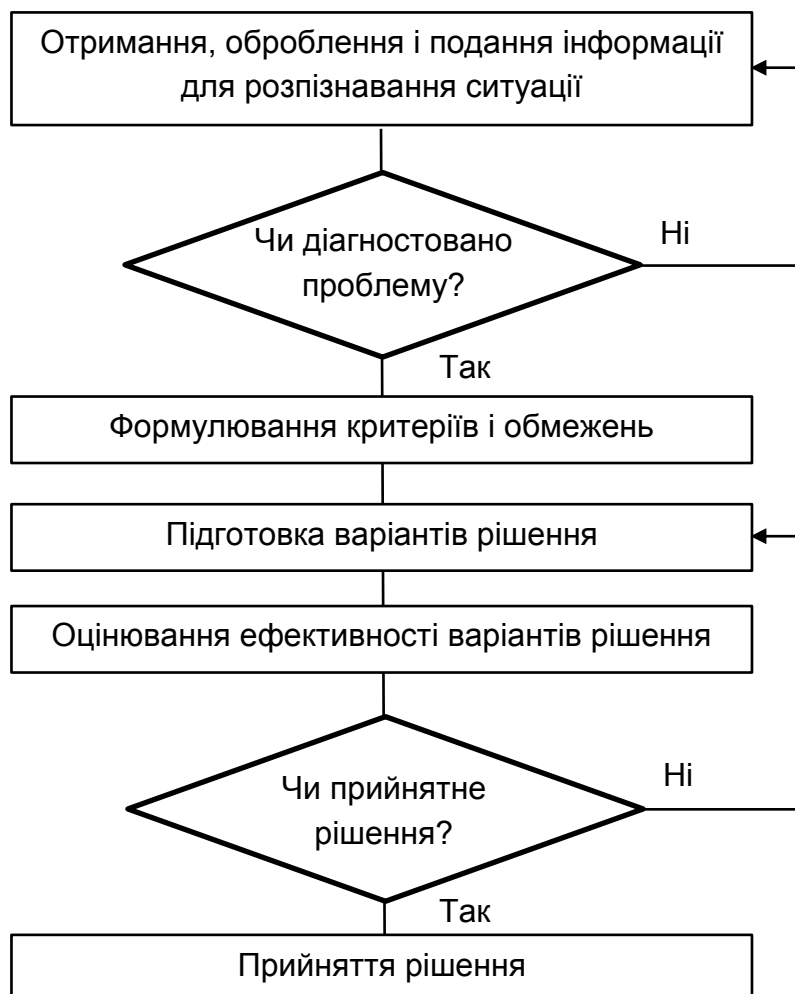 Отримання, оброблення і подання інформації
для розпізнавання ситуації
Чи діагностовано
проблему?
Ні
Так
Формулювання критеріїв і обмежень
Підготовка варіантів рішення
Оцінювання ефективності варіантів рішення
Чи прийнятне
рішення?
Ні
Так
Прийняття рішення